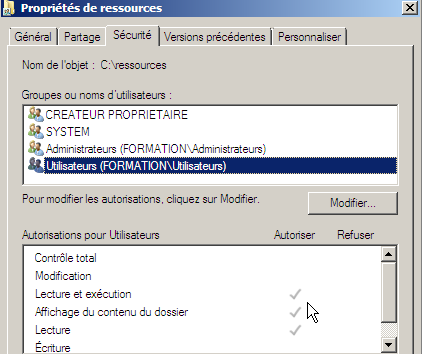 Propriétés de ressources
Général Partage Sécurité Versions précédentes Personnaliser
Nom de l'objet : C:\ressources
Groupes ou noms d'utilisateurs :
CREATEUR PROPRIETAIRE
SYSTEM
Administrateurs (FORMATION\Administrateurs)
Utilisateurs (FORMATION\Utilisateurs)
Pour modifier les autorisations, cliquez sur Modifier.
Modifier...
Autorisations pour Utilisateurs Autoriser Refuser
Contrôle total
Modification
Lecture et exécution
Affichage du contenu du dossier
Lecture
Écriture